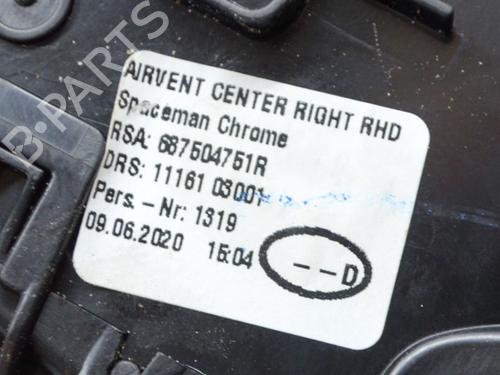 B-PARTS
AIRVENT CENTER RIGHT RHD
Spaceman Chrome
RSA: 687504751R
DRS: 11161 03001
Pers. - Nr: 1319
09.06.2020 15:04
--D